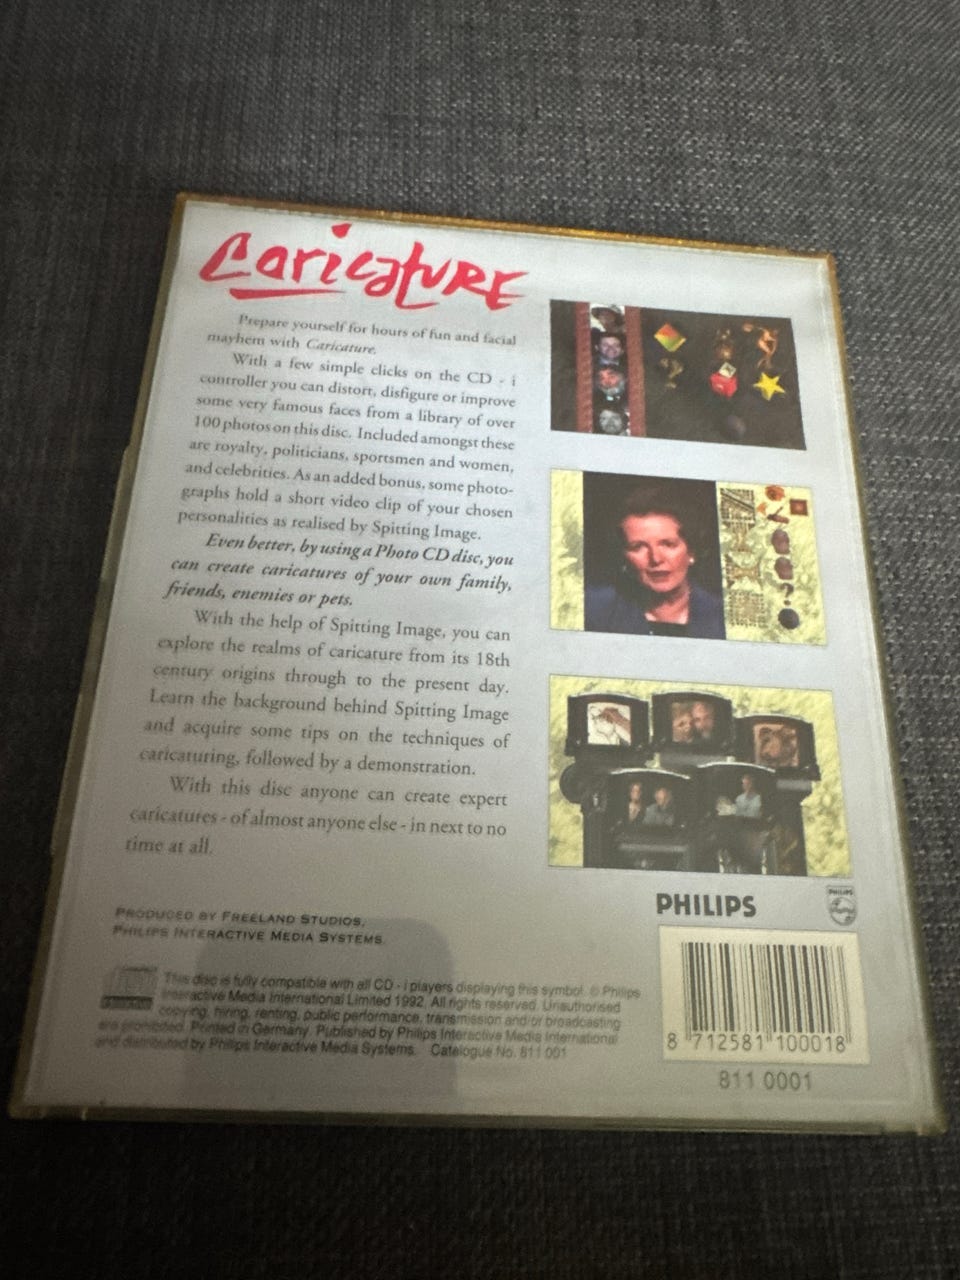 Caricature
Prepare yourself for hours of fun and facial
mayhem with Caricature.
With a few simple clicks on the CD - i
controller you can distort, disfigure or improve
some very famous faces from a library of over
100 photos on this disc. Included amongst these
are royalty, politicians, sportsmen and women,
and celebrities. As an added bonus, some photo-
graphs hold a short video clip of your chosen
personalities as realised by Spitting Image.
Even better, by using a Photo CD disc, you
can create caricatures of your own family,
friends, enemies or pets.
With the help of Spitting Image, you can
explore the realms of caricature from its 18th
century origins through to the present day.
Learn the background behind Spitting Image
and acquire some tips on the techniques of
caricaturing, followed by a demonstration.
With this disc anyone can create expert
caricatures - of almost anyone else - in next to no
time at all.
PRODUCED BY FREELAND STUDIOS,
PHILIPS INTERACTIVE MEDIA SYSTEMS.
This disc is fully compatible with all CD - i players displaying this symbol. © Philips
Interactive Media International Limited 1992. All rights reserved. Unauthorised
copying, hiring, renting, public performance, transmission and/or broadcasting
are prohibited. Printed in Germany. Published by Philips Interactive Media International
and distributed by Philips Interactive Media Systems. Catalogue No. 811 001
PHILIPS
PHILIPS
8 712581 100018
811 0001